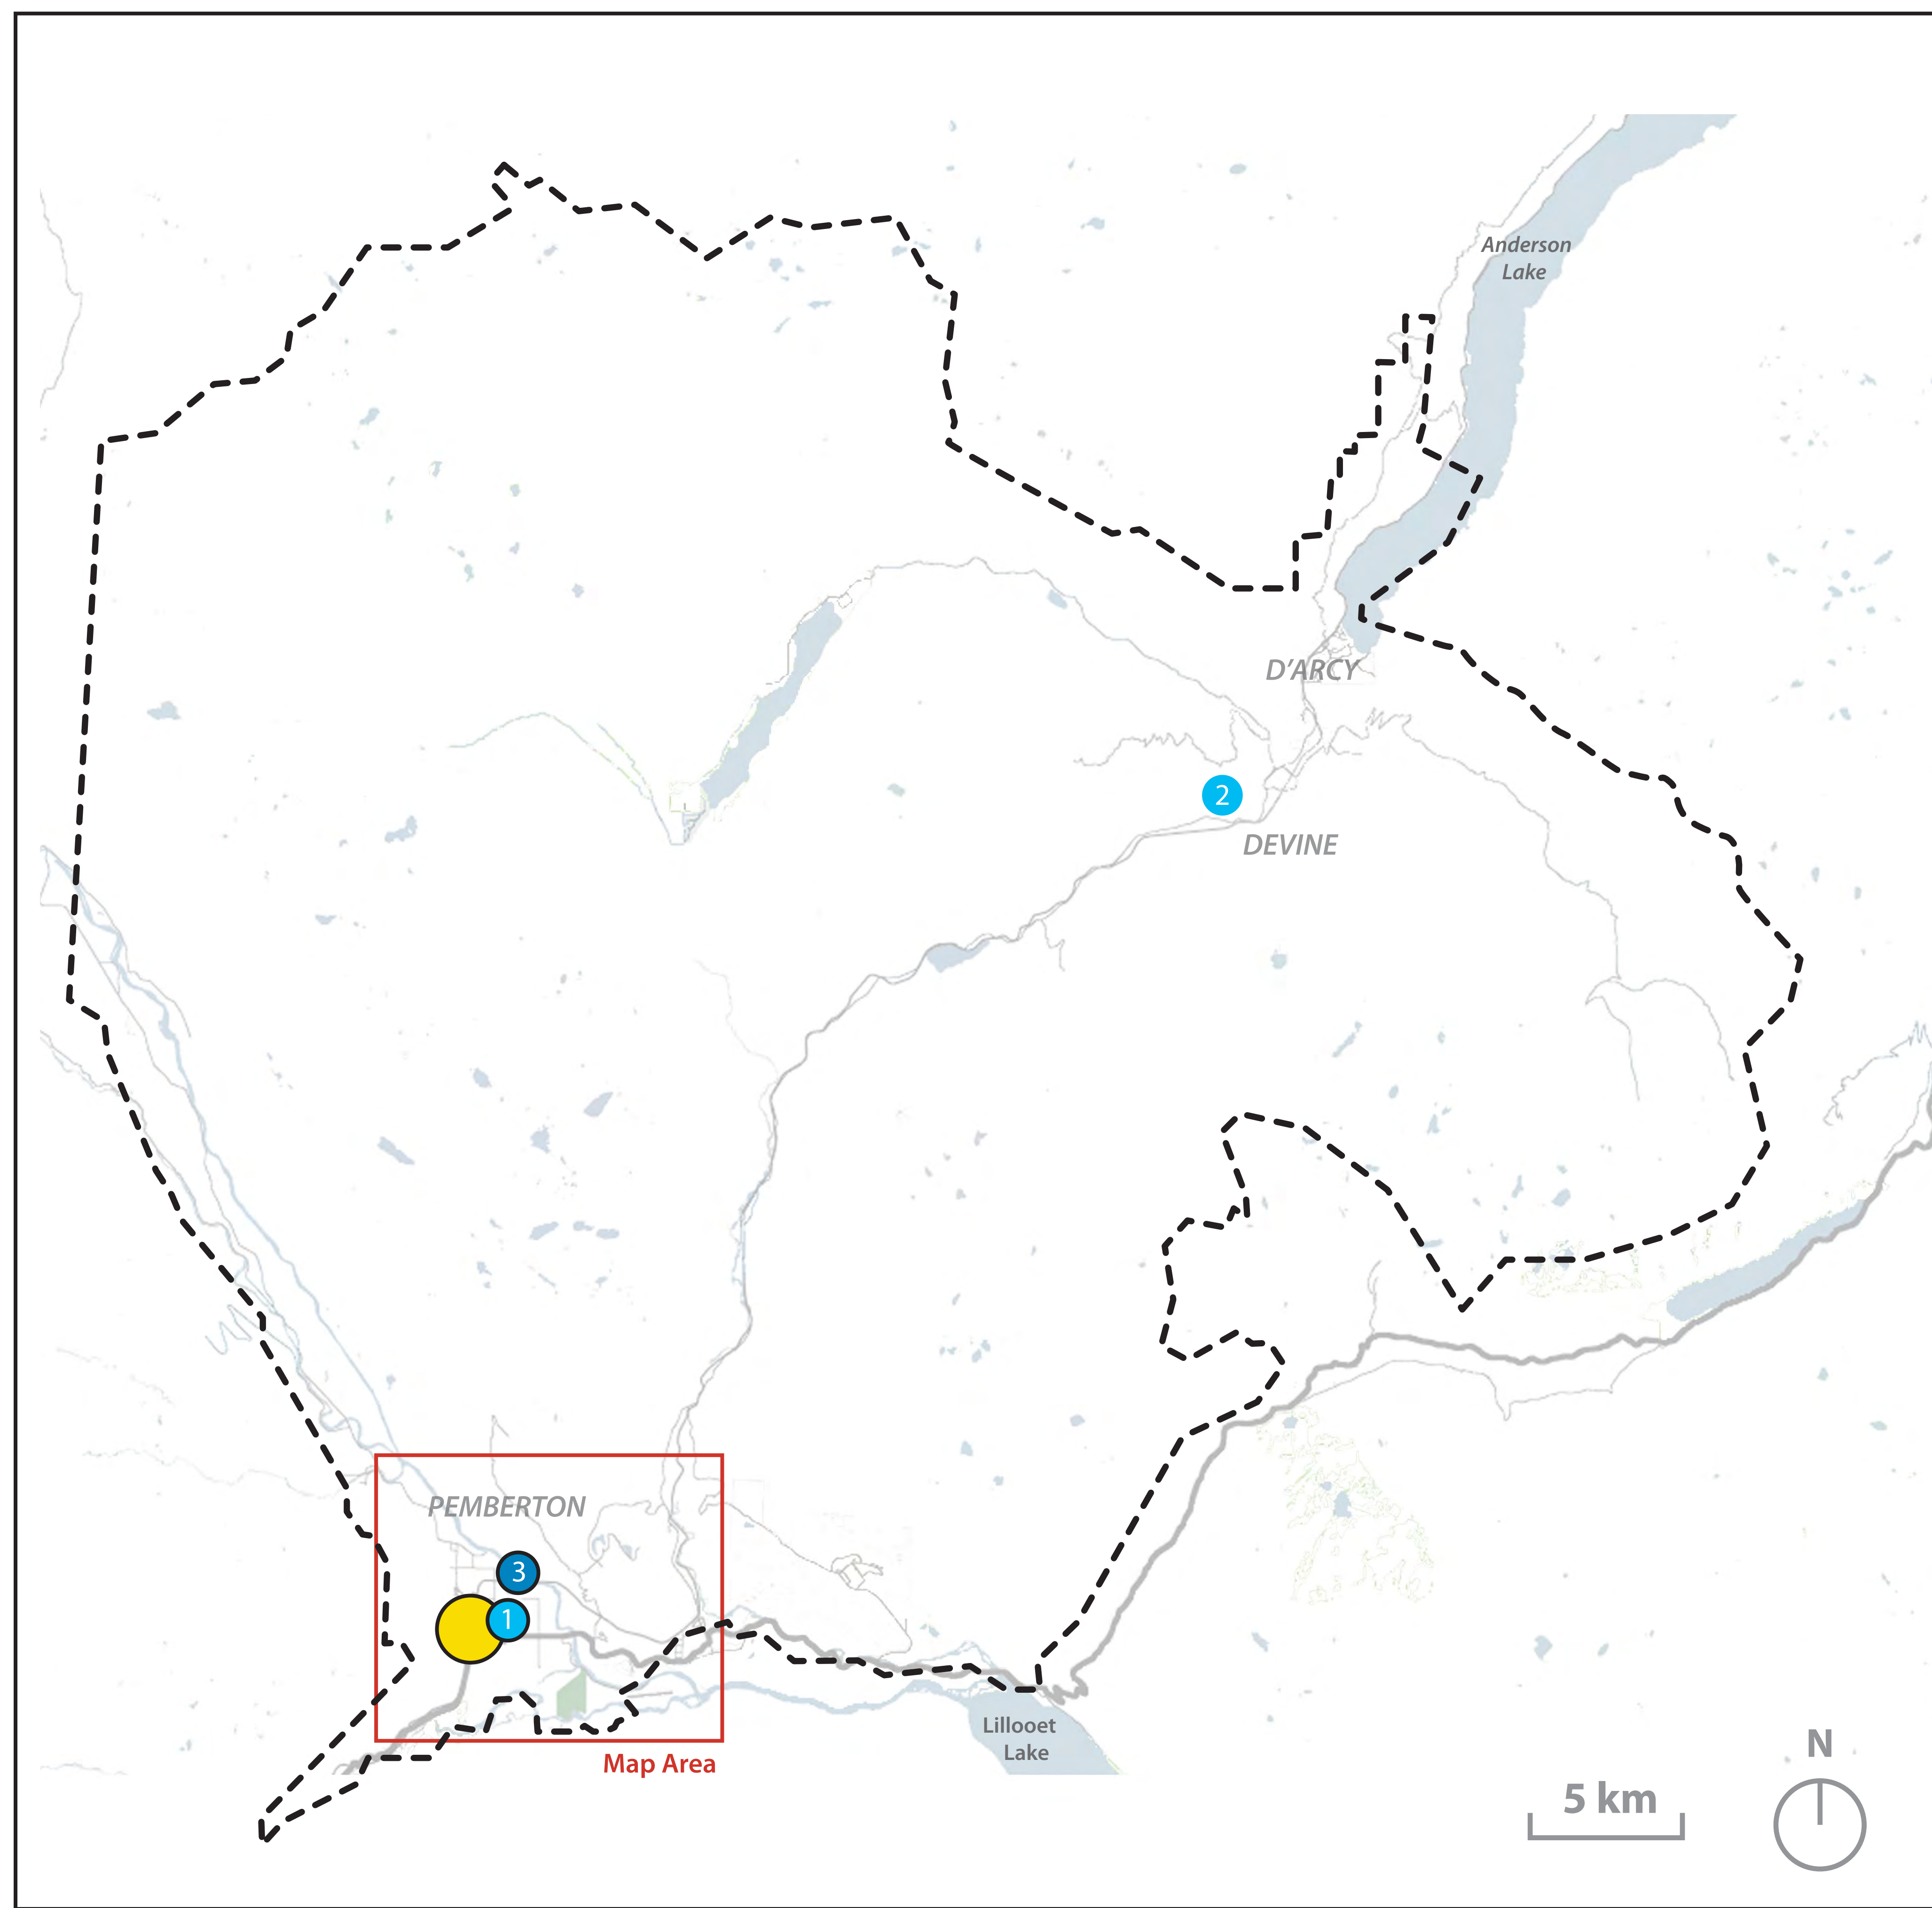 Anderson
Lake
D'ARCY
2
DEVINE
PEMBERTON
3
1
Map Area
Lillooet
Lake
5 km
N